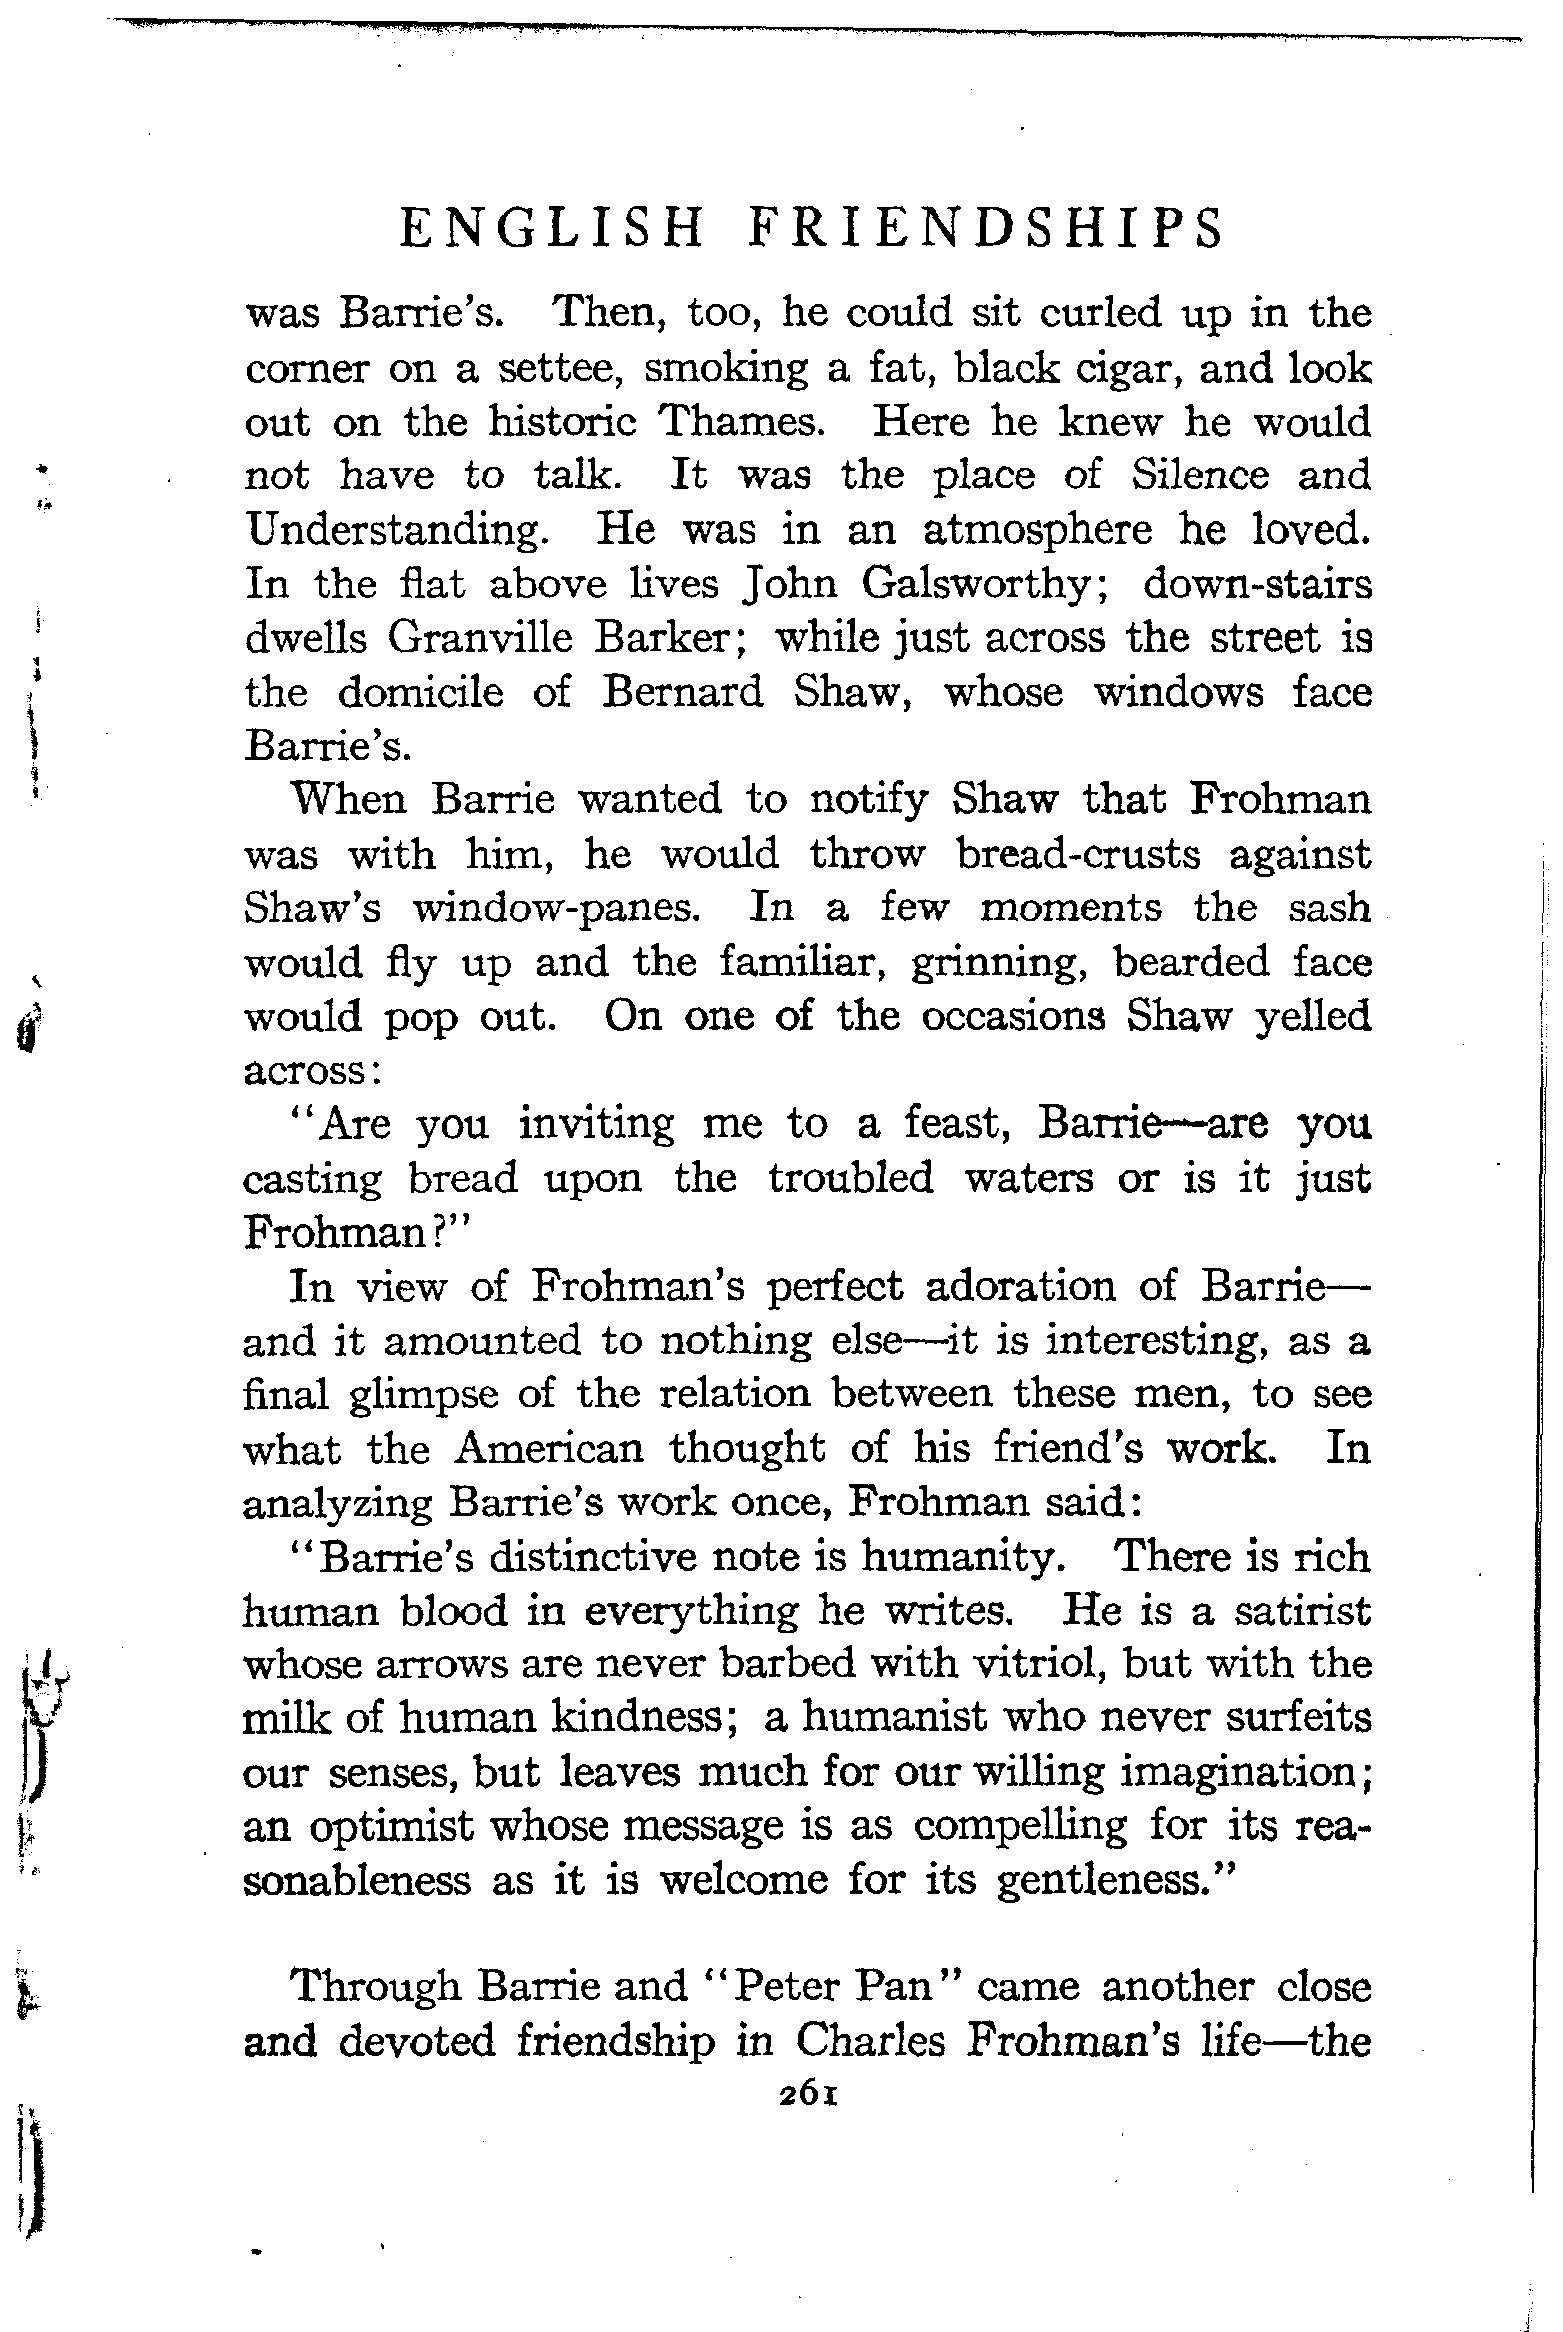 ENGLISH FRIENDSHIPS
was Barrie's. Then, too, he could sit curled up in the
corner on a settee, smoking a fat, black cigar, and look
out on the historic Thames. Here he knew he would
not have to talk. It was the place of Silence and
Understanding. He was in an atmosphere he loved.
In the flat above lives John Galsworthy; down-stairs
dwells Granville Barker; while just across the street is
the domicile of Bernard Shaw, whose windows face
Barrie's.
When Barrie wanted to notify Shaw that Frohman
was with him, he would throw bread-crusts against
Shaw's window-panes. In a few moments the sash
would fly up and the familiar, grinning, bearded face
would pop out. On one of the occasions Shaw yelled
across:
"Are you inviting me to a feast, Barrie—are you
casting bread upon the troubled waters or is it just
Frohman?"
In view of Frohman's perfect adoration of Barrie—
and it amounted to nothing else—it is interesting, as a
final glimpse of the relation between these men, to see
what the American thought of his friend's work. In
analyzing Barrie's work once, Frohman said:
"Barrie's distinctive note is humanity. There is rich
human blood in everything he writes. He is a satirist
whose arrows are never barbed with vitriol, but with the
milk of human kindness; a humanist who never surfeits
our senses, but leaves much for our willing imagination;
an optimist whose message is as compelling for its rea-
sonableness as it is welcome for its gentleness."
Through Barrie and "Peter Pan" came another close
and devoted friendship in Charles Frohman's life—the
261